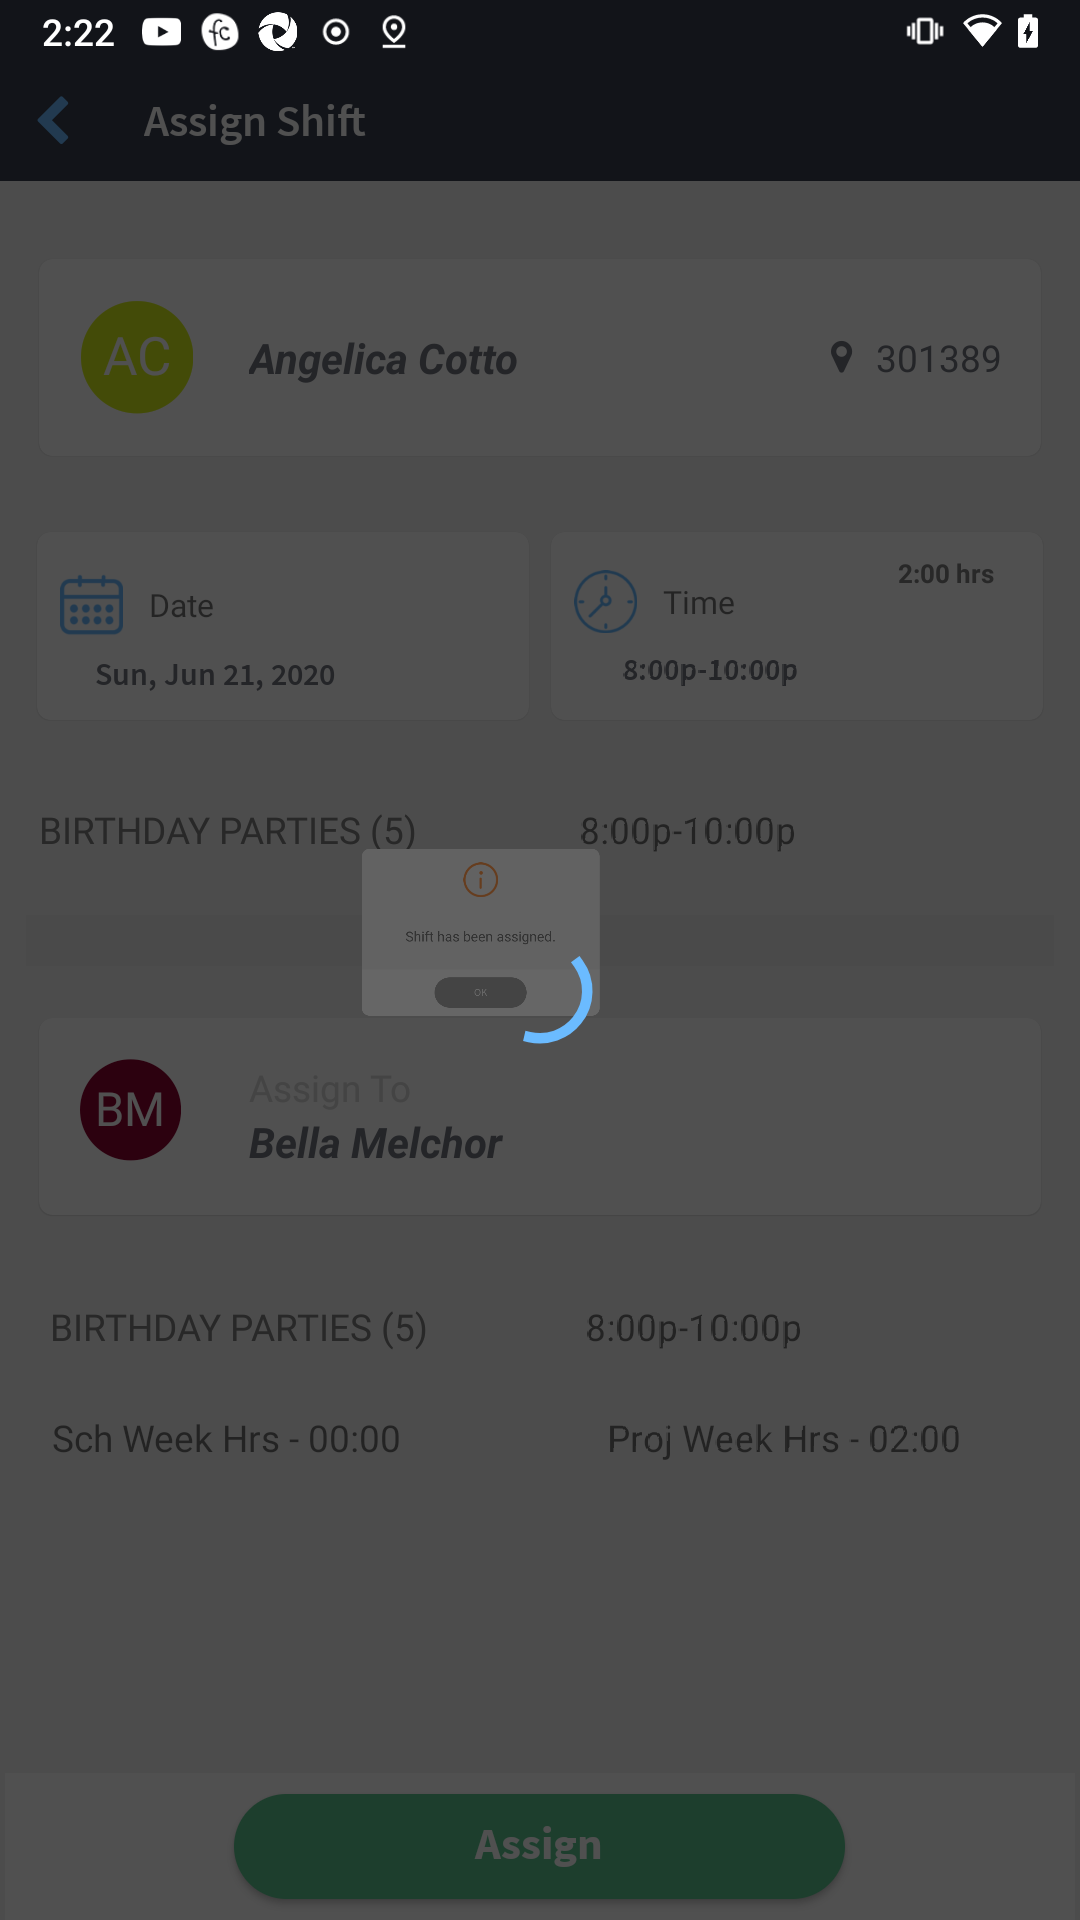 2:22
Assign Shift
AC Angelica Cotto 301389
Date
Sun, Jun 21, 2020
2:00 hrs
Time
8:00p-10:00p
BIRTHDAY PARTIES (5) 8:00p-10:00p
Shift has been assigned.
OK
BM
Assign To
Bella Melchor
BIRTHDAY PARTIES (5) 8:00p-10:00p
Sch Week Hrs - 00:00 Proj Week Hrs - 02:00
Assign